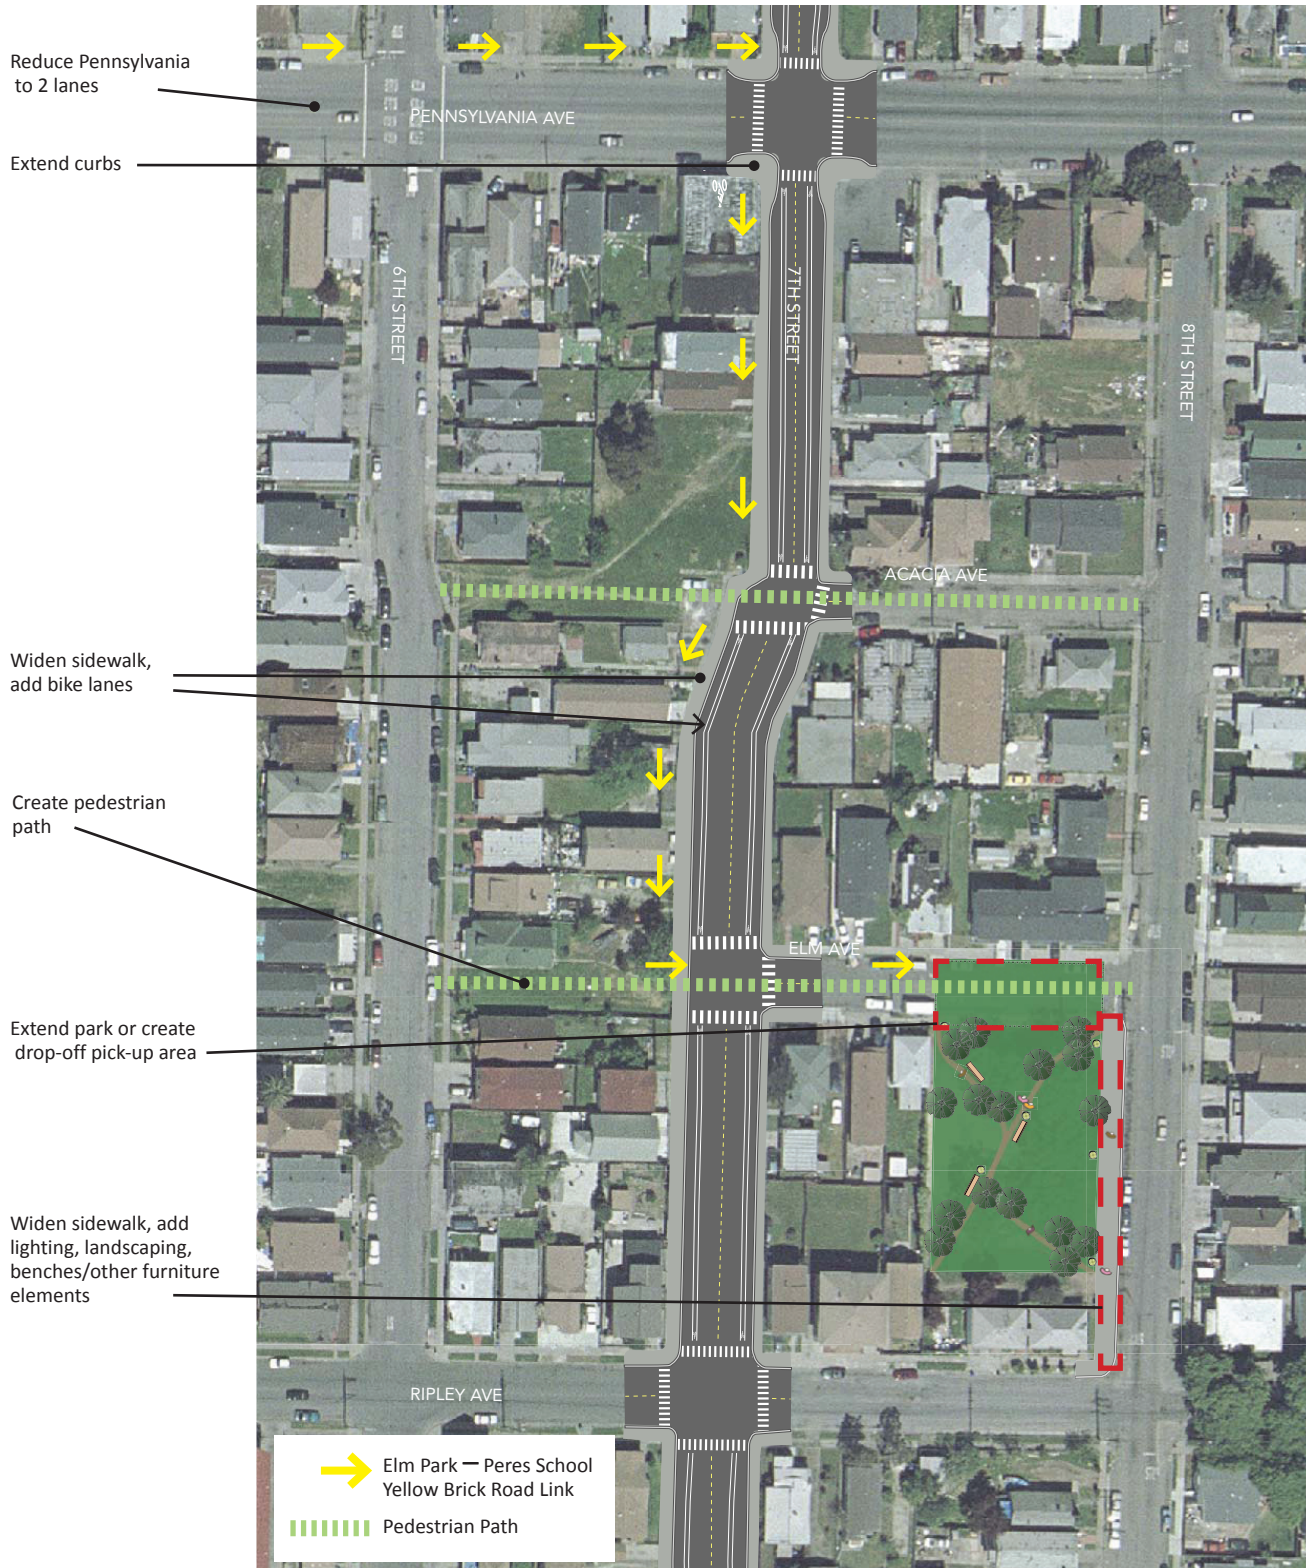 Reduce Pennsylvania
to 2 lanes
PENNSYLVANIA AVE
Extend curbs
6TH STREET
7TH STREET
8TH STREET
ACACIA AVE
Widen sidewalk,
add bike lanes
Create pedestrian
path
ELM AVE
Extend park or create
drop-off pick-up area
Widen sidewalk, add
lighting, landscaping,
benches/other furniture
elements
RIPLEY AVE
Elm Park – Peres School
Yellow Brick Road Link
Pedestrian Path